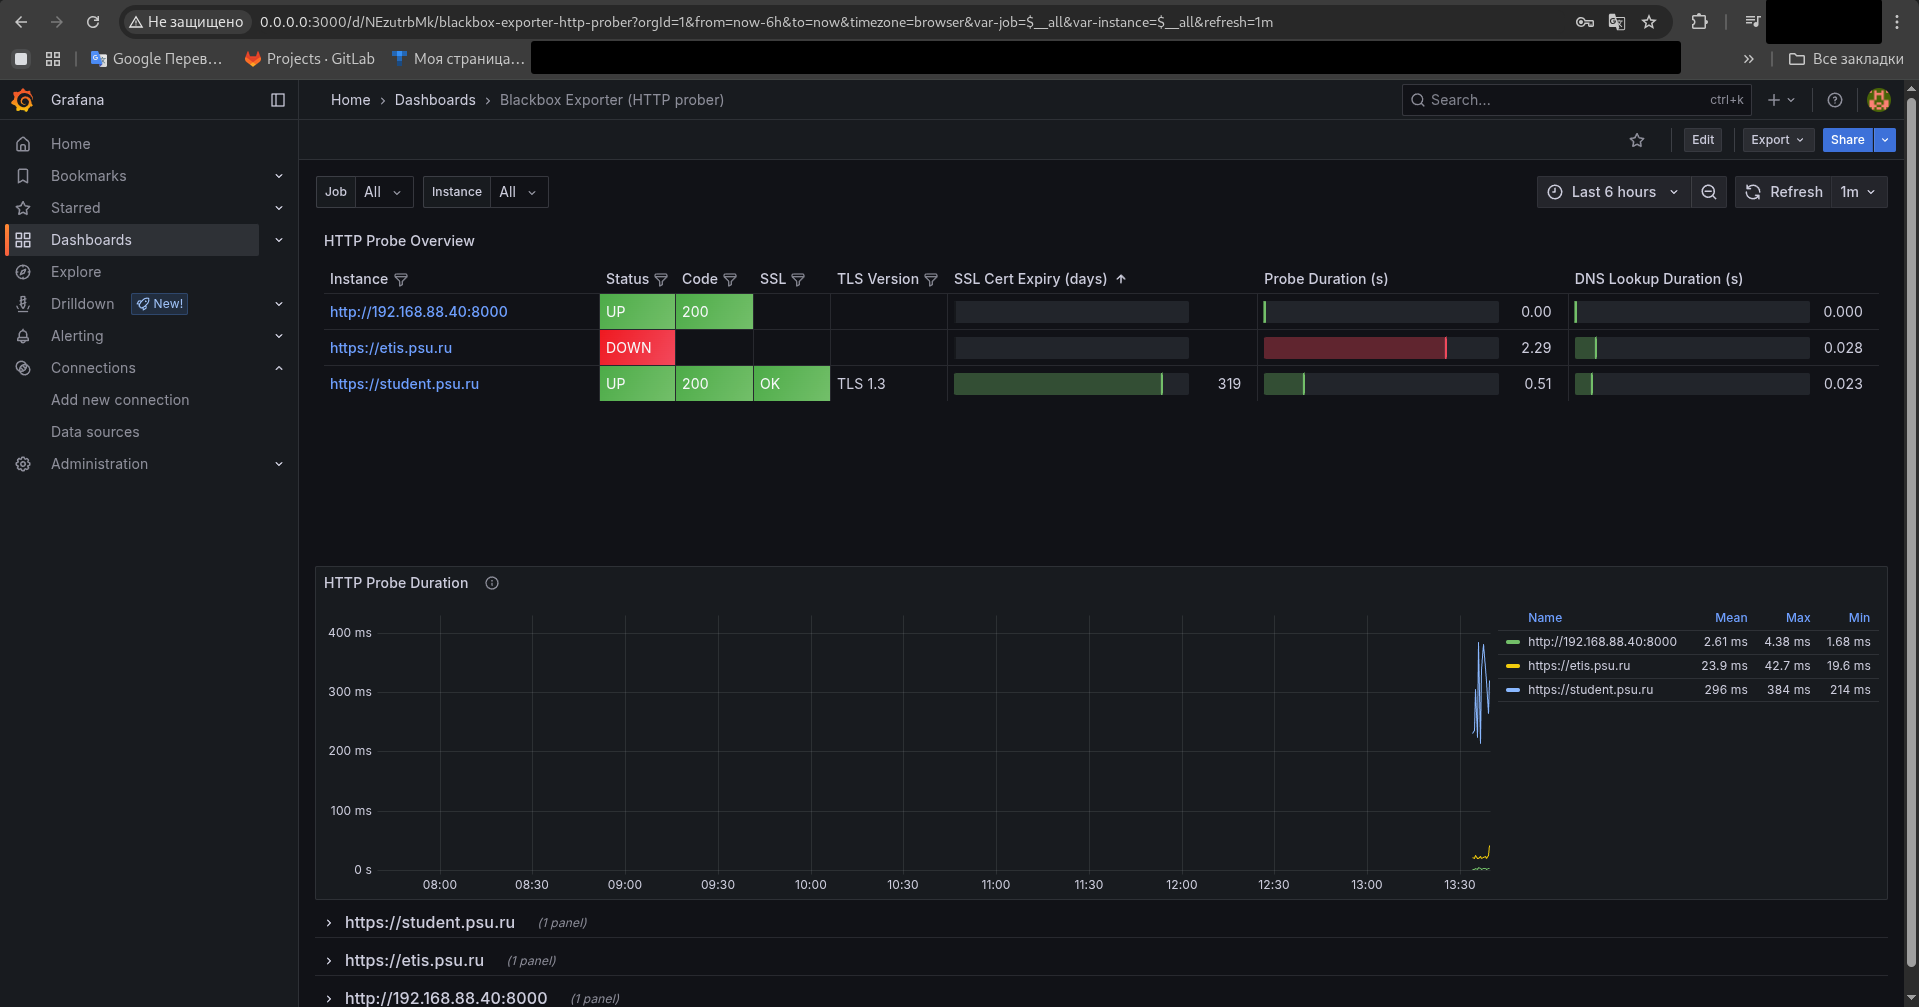 Не защищено 0.0.0.0:3000/d/NEzutrbMk/blackbox-exporter-http-prober?orgId=1&from=now-6h&to=now&timezone=browser&var-job=$__all&var-instance=$__all&refresh=1m
Google Перев... Projects · GitLab Моя страница... » Все закладки
Grafana Home › Dashboards › Blackbox Exporter (HTTP prober) Search... ctrl+k
Edit Export Share
Home
Bookmarks
Starred
Dashboards
Explore
Drilldown New!
Alerting
Connections
Add new connection
Data sources
Administration
Job All Instance All Last 6 hours Refresh 1m
HTTP Probe Overview
Instance Status Code SSL TLS Version SSL Cert Expiry (days) Probe Duration (s) DNS Lookup Duration (s)
http://192.168.88.40:8000 UP 200 0.00 0.000
https://etis.psu.ru DOWN 2.29 0.028
https://student.psu.ru UP 200 OK TLS 1.3 319 0.51 0.023
HTTP Probe Duration
400 ms
300 ms
200 ms
100 ms
0 s
08:00 08:30 09:00 09:30 10:00 10:30 11:00 11:30 12:00 12:30 13:00 13:30
Name Mean Max Min
http://192.168.88.40:8000 2.61 ms 4.38 ms 1.68 ms
https://etis.psu.ru 23.9 ms 42.7 ms 19.6 ms
https://student.psu.ru 296 ms 384 ms 214 ms
https://student.psu.ru (1 panel)
https://etis.psu.ru (1 panel)
http://192.168.88.40:8000 (1 panel)